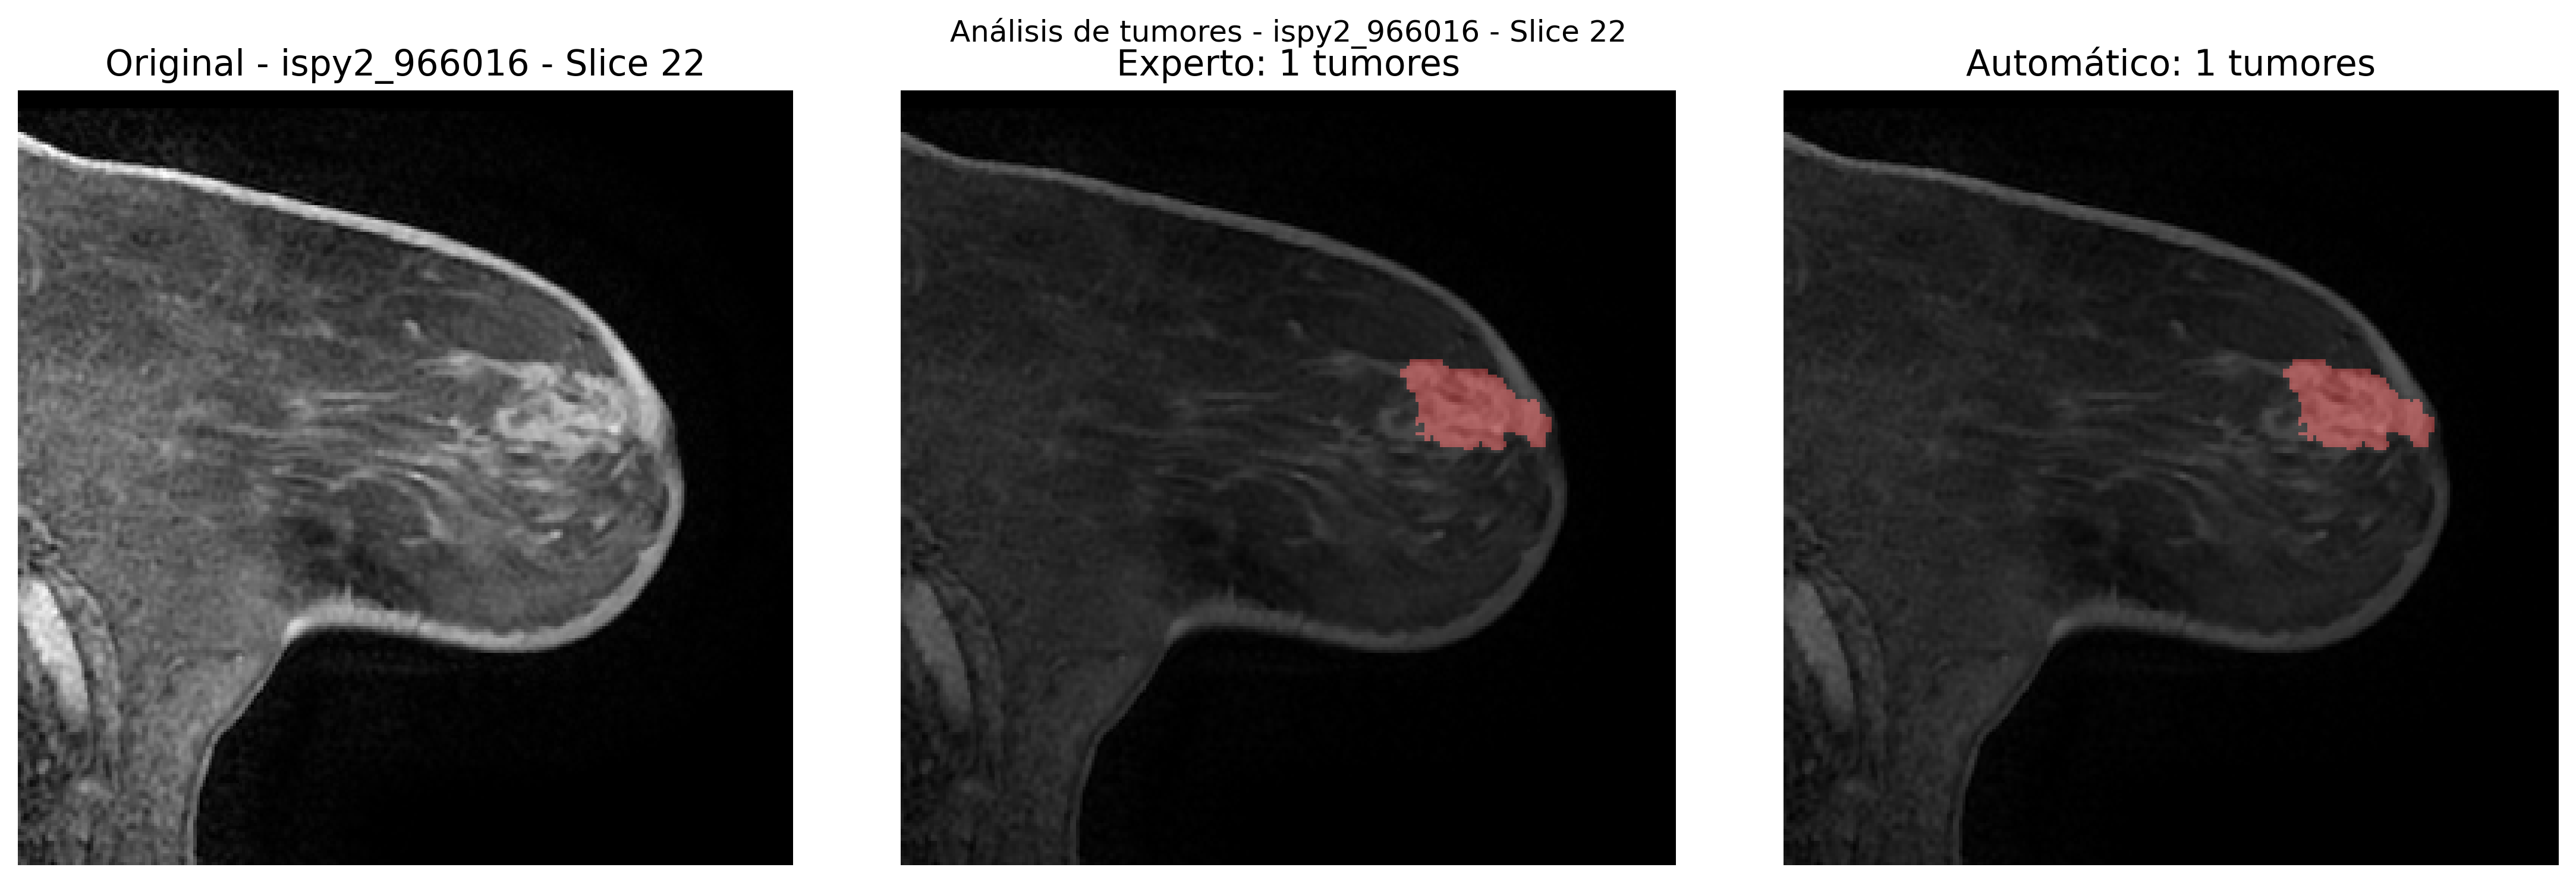 Análisis de tumores - ispy2_966016 - Slice 22
Original - ispy2_966016 - Slice 22
Experto: 1 tumores
Automático: 1 tumores